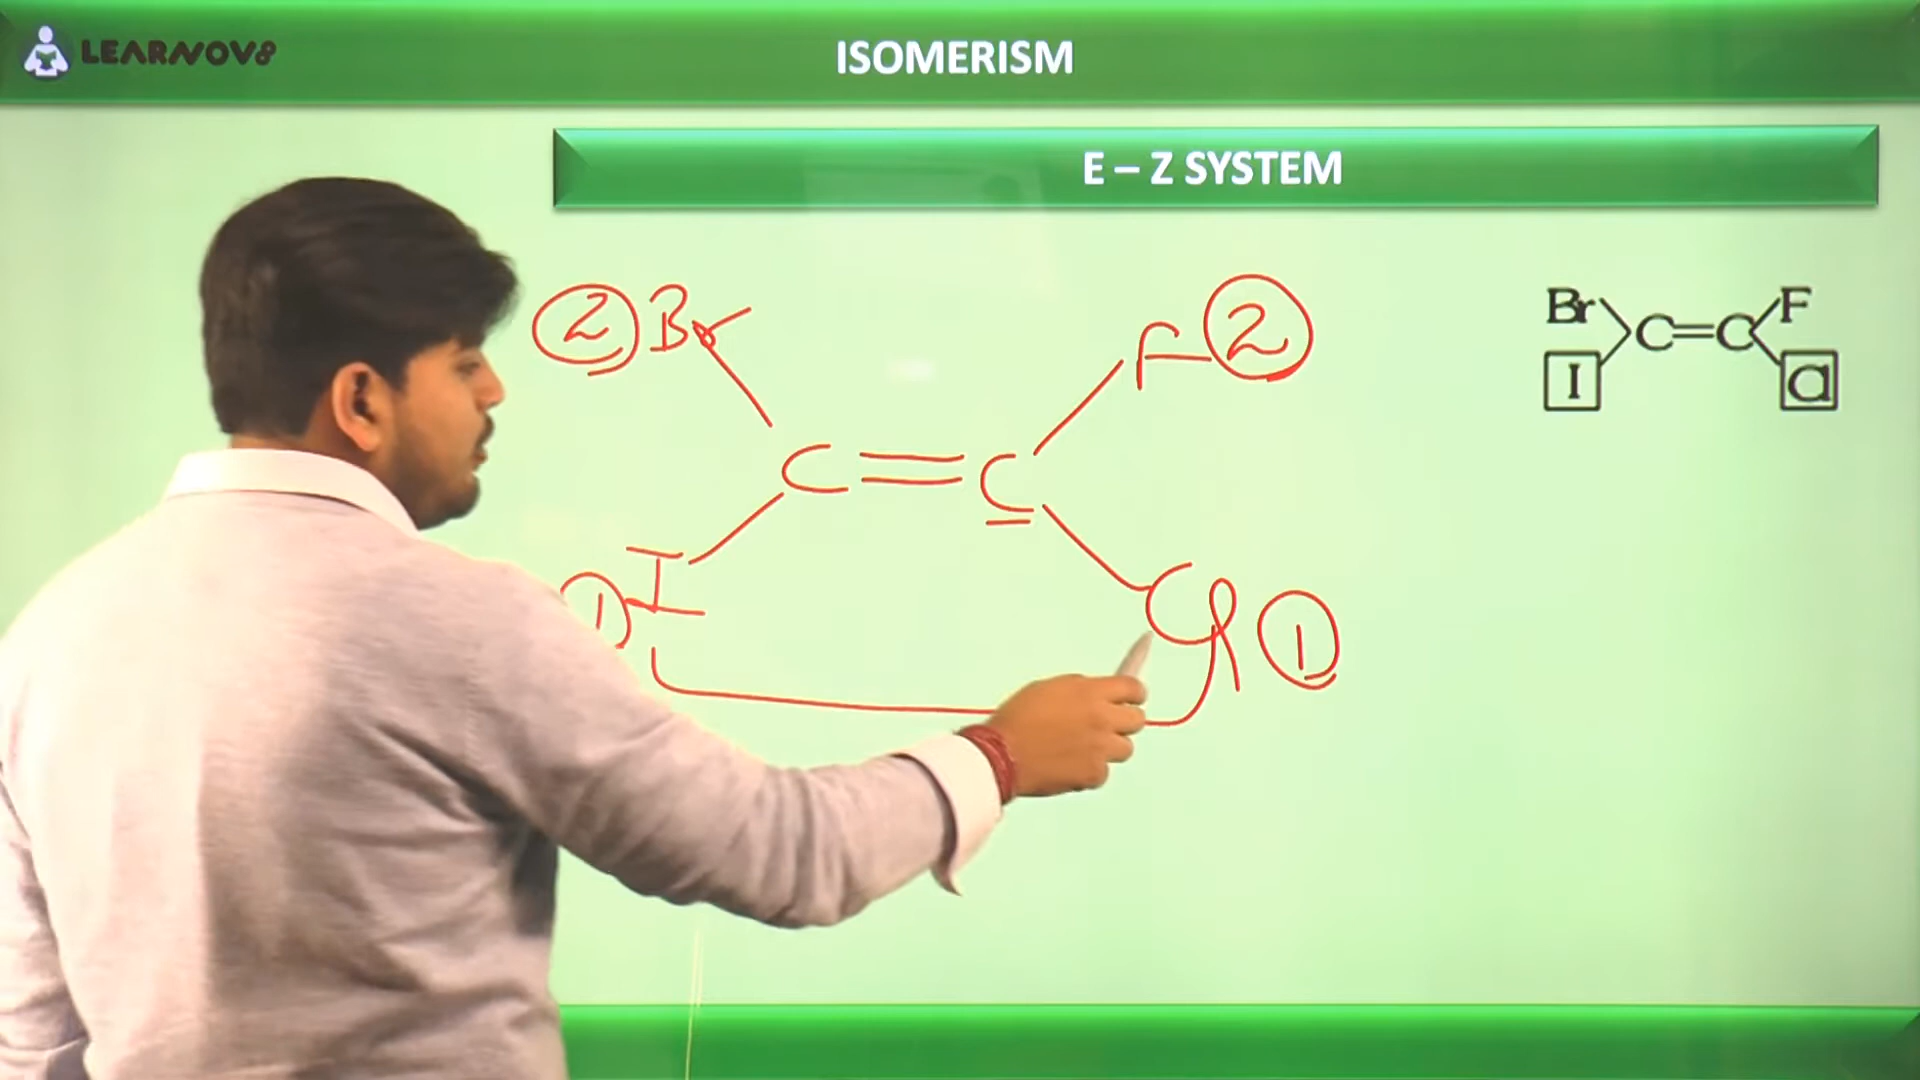 LEARNOV8
ISOMERISM
E – Z SYSTEM
2 Br F 2
C = C
I Cl
1 1
Br F
C=C
I Cl